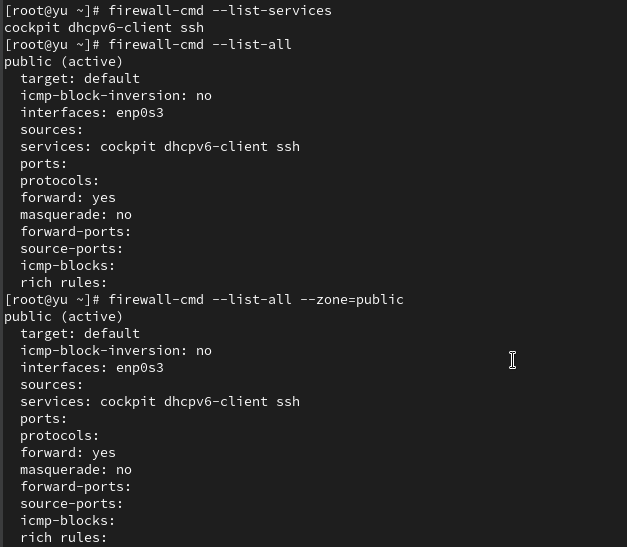 [root@yu ~]# firewall-cmd --list-services
cockpit dhcpv6-client ssh
[root@yu ~]# firewall-cmd --list-all
public (active)
  target: default
  icmp-block-inversion: no
  interfaces: enp0s3
  sources:
  services: cockpit dhcpv6-client ssh
  ports:
  protocols:
  forward: yes
  masquerade: no
  forward-ports:
  source-ports:
  icmp-blocks:
  rich rules:
[root@yu ~]# firewall-cmd --list-all --zone=public
public (active)
  target: default
  icmp-block-inversion: no
  interfaces: enp0s3
  sources:
  services: cockpit dhcpv6-client ssh
  ports:
  protocols:
  forward: yes
  masquerade: no
  forward-ports:
  source-ports:
  icmp-blocks:
  rich rules: